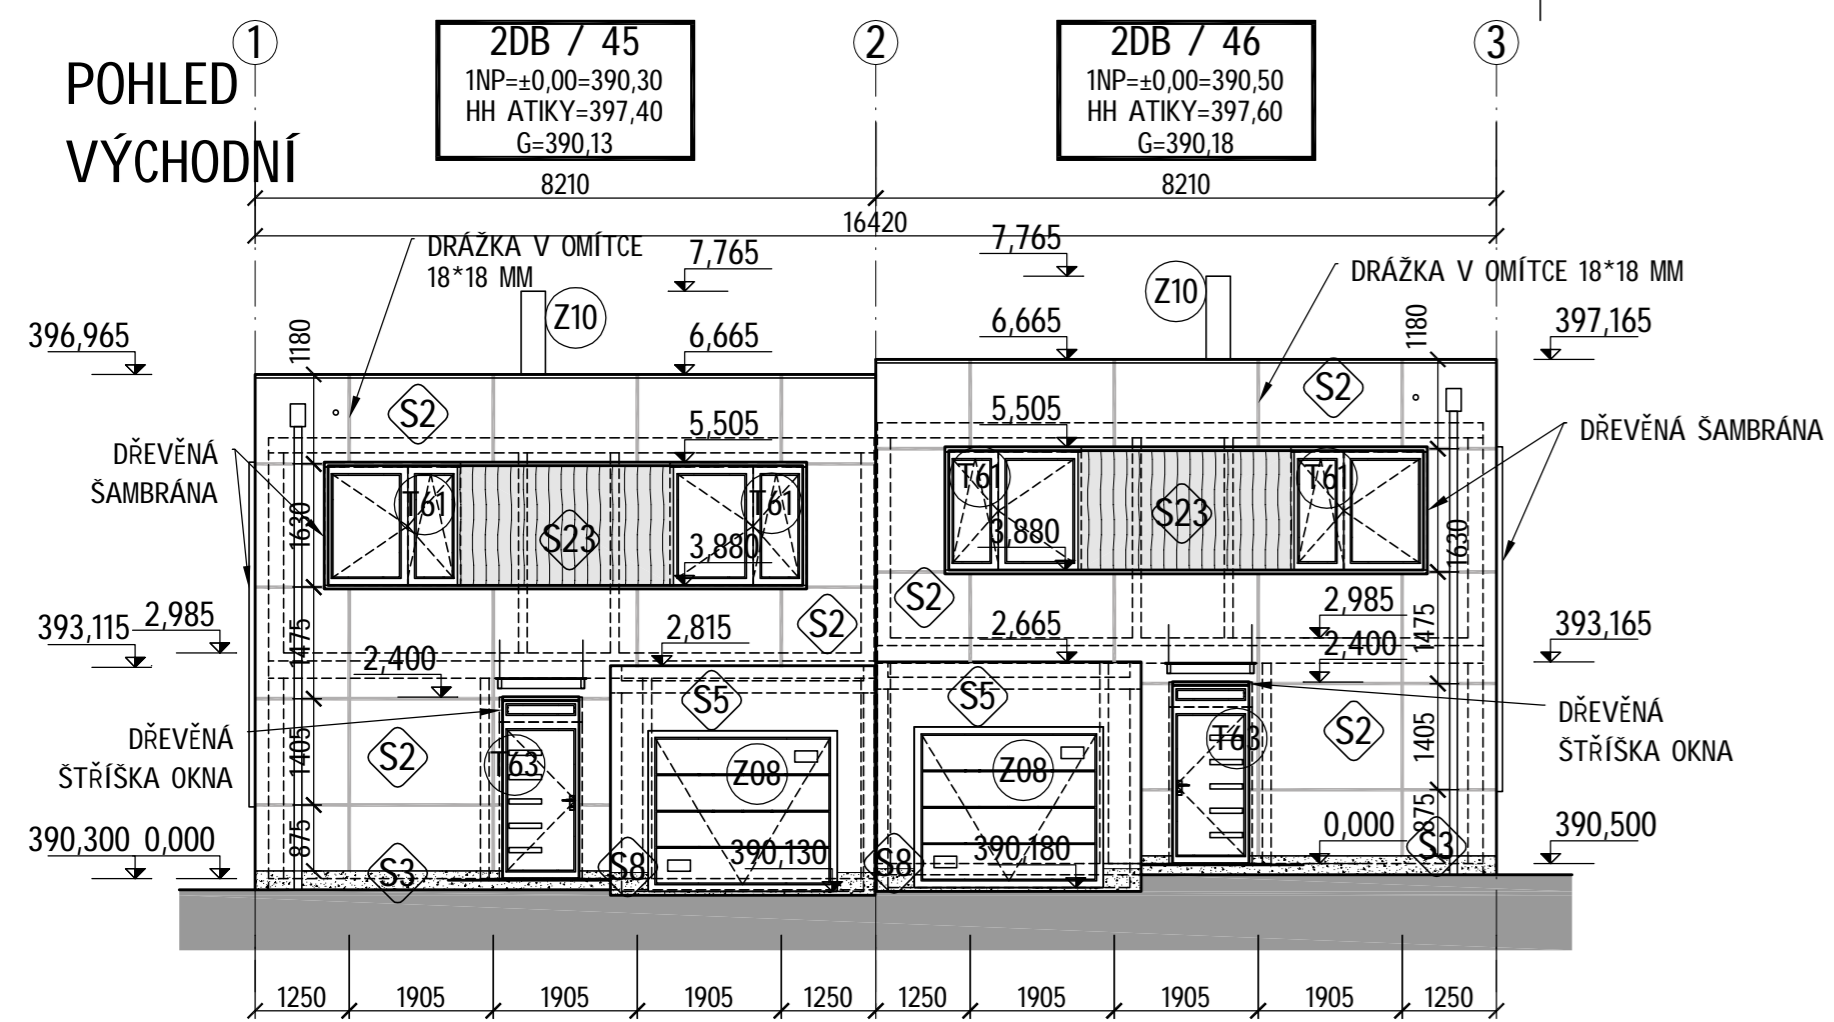 POHLED
VÝCHODNÍ
1
2
3
2DB / 45
1NP=±0,00=390,30
HH ATIKY=397,40
G=390,13
2DB / 46
1NP=±0,00=390,50
HH ATIKY=397,60
G=390,18
8210
8210
16420
DRÁŽKA V OMÍTCE
18*18 MM
7,765
7,765
DRÁŽKA V OMÍTCE 18*18 MM
Z10
Z10
396,965
1180
6,665
6,665
1180
397,165
S2
S2
5,505
5,505
DŘEVĚNÁ
ŠAMBRÁNA
DŘEVĚNÁ ŠAMBRÁNA
T61
T61
T61
T61
S23
S23
1630
3,880
3,880
1630
S2
S2
393,115
2,985
1475
2,815
2,665
2,985
1475
393,165
2,400
2,400
S5
S5
DŘEVĚNÁ
ŠTŘÍŠKA OKNA
DŘEVĚNÁ
ŠTŘÍŠKA OKNA
1405
S2
T63
Z08
Z08
T63
S2
1405
390,300
0,000
875
S3
S8
390,130
S8
390,180
0,000
875
S3
390,500
1250
1905
1905
1905
1250
1250
1905
1905
1905
1250